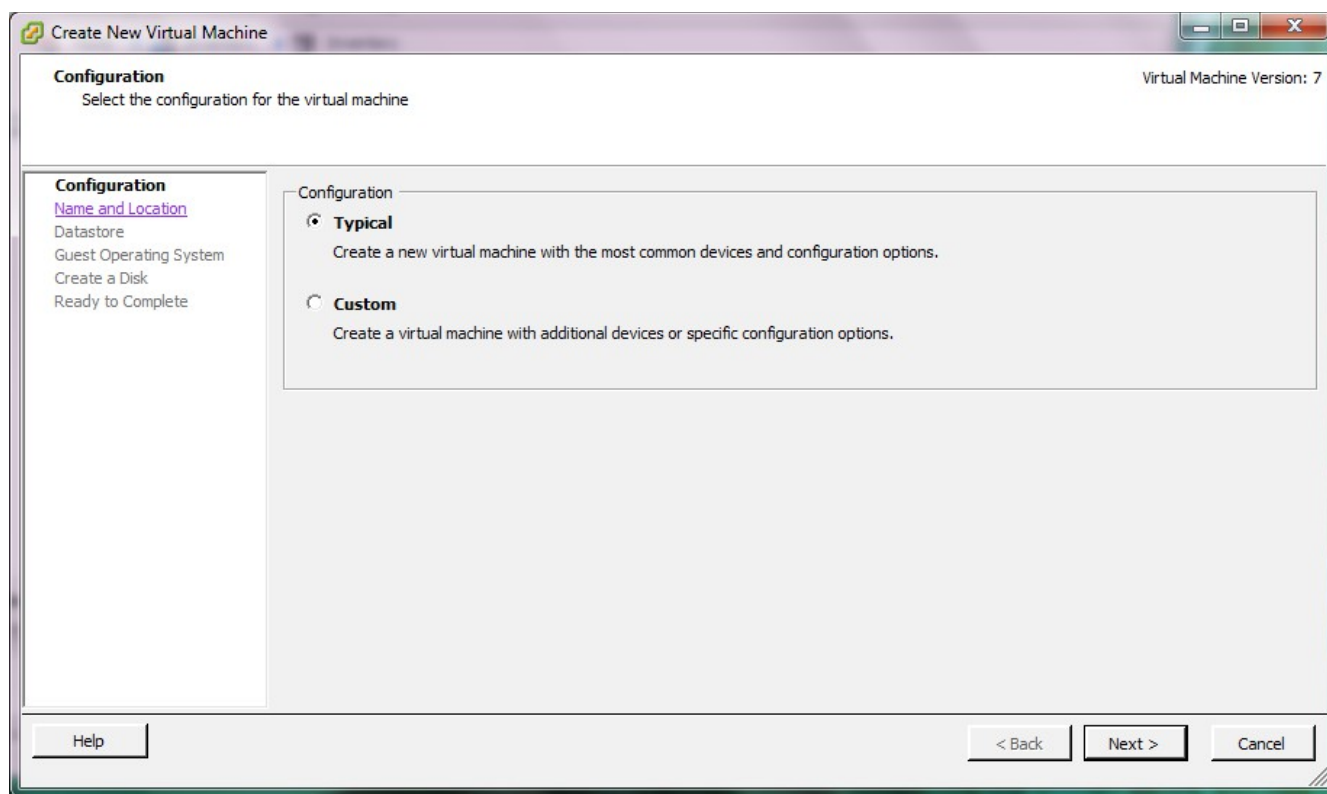 Create New Virtual Machine
Configuration
Select the configuration for the virtual machine
Virtual Machine Version: 7
Configuration
Name and Location
Datastore
Guest Operating System
Create a Disk
Ready to Complete
Configuration
Typical
Create a new virtual machine with the most common devices and configuration options.
Custom
Create a virtual machine with additional devices or specific configuration options.
Help
< Back
Next >
Cancel